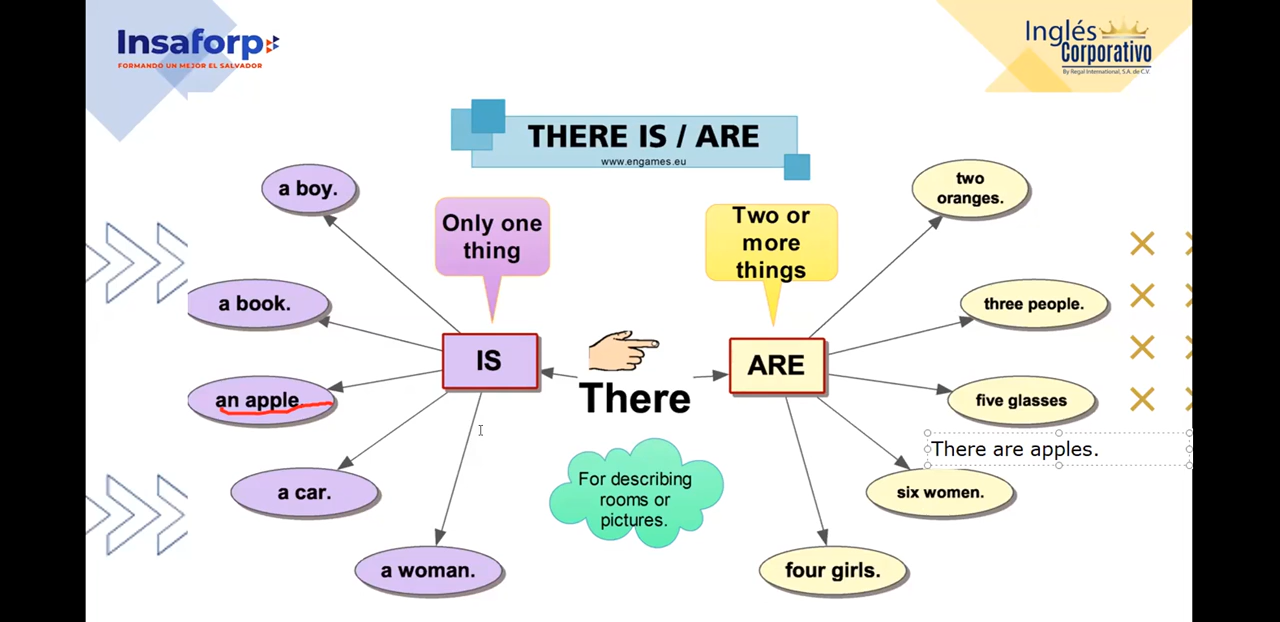 Insaforp
FORMANDO UN MEJOR EL SALVADOR
Inglés
Corporativo
By Regal International, S.A. de C.V.
THERE IS / ARE
www.engames.eu
a boy.
Only one
thing
Two or
more
things
two
oranges.
a book.
three people.
IS
There
ARE
an apple.
five glasses
There are apples.
a car.
For describing
rooms or
pictures.
six women.
a woman.
four girls.